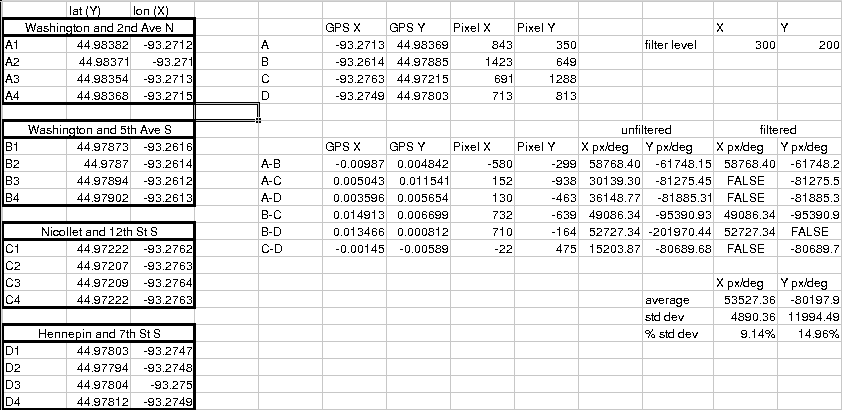 lat (Y) lon (X)
Washington and 2nd Ave N GPS X GPS Y Pixel X Pixel Y X Y
A1 44.98382 -93.2712 A -93.2713 44.98369 843 350 filter level 300 200
A2 44.98371 -93.271 B -93.2614 44.97885 1423 649
A3 44.98354 -93.2713 C -93.2763 44.97215 691 1288
A4 44.98368 -93.2715 D -93.2749 44.97803 713 813
Washington and 5th Ave S unfiltered filtered
B1 44.97873 -93.2616 GPS X GPS Y Pixel X Pixel Y X px/deg Y px/deg X px/deg Y px/deg
B2 44.9787 -93.2614 A-B -0.00987 0.004842 -580 -299 58768.40 -61748.15 58768.40 -61748.2
B3 44.97894 -93.2612 A-C 0.005043 0.011541 152 -938 30139.30 -81275.45 FALSE -81275.5
B4 44.97902 -93.2613 A-D 0.003596 0.005654 130 -463 36148.77 -81885.31 FALSE -81885.3
B-C 0.014913 0.006699 732 -639 49086.34 -95390.93 49086.34 -95390.9
Nicollet and 12th St S B-D 0.013466 0.000812 710 -164 52727.34 -201970.44 52727.34 FALSE
C1 44.97222 -93.2762 C-D -0.00145 -0.00589 -22 475 15203.87 -80689.68 FALSE -80689.7
C2 44.97207 -93.2763
C3 44.97209 -93.2764 X px/deg Y px/deg
C4 44.97222 -93.2763 average 53527.36 -80197.9
std dev 4890.36 11994.49
Hennepin and 7th St S % std dev 9.14% 14.96%
D1 44.97803 -93.2747
D2 44.97794 -93.2748
D3 44.97804 -93.275
D4 44.97812 -93.2749